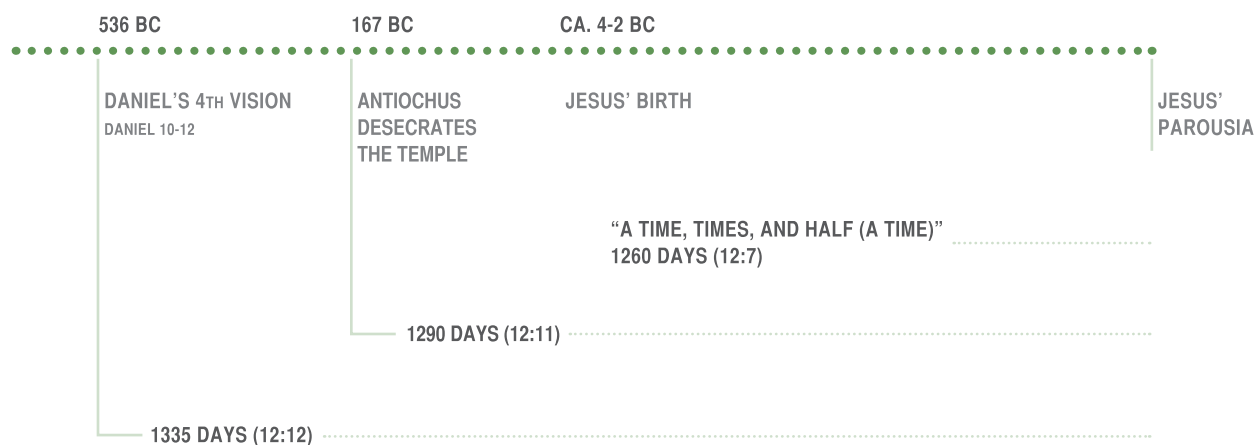 536 BC
167 BC
CA. 4-2 BC
DANIEL'S 4TH VISION
DANIEL 10-12
ANTIOCHUS
DESECRATES
THE TEMPLE
JESUS' BIRTH
JESUS'
PAROUSIA
“A TIME, TIMES, AND HALF (A TIME)”
1260 DAYS (12:7)
1290 DAYS (12:11)
1335 DAYS (12:12)